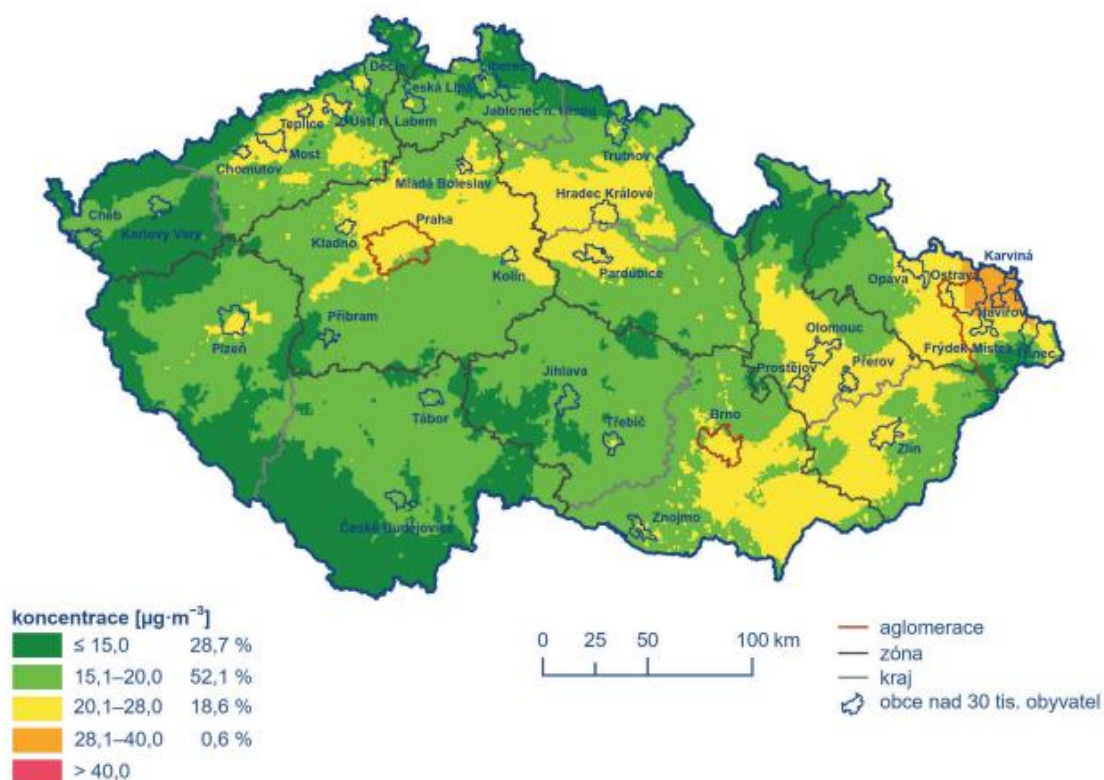 Děčín
Liberec
Česká Lípa
Jablonec n. Nisou
Teplice
Ústí n. Labem
Most
Chomutov
Trutnov
Mladá Boleslav
Hradec Králové
Cheb
Karlovy Vary
Praha
Kladno
Kolín
Pardubice
Karviná
Opava
Ostrava
Havířov
Příbram
Plzeň
Olomouc
Frýdek Místek
Třinec
Přerov
Prostějov
Jihlava
Tábor
Třebíč
Brno
Zlín
České Budějovice
Znojmo
koncentrace [µg·m⁻³]
≤ 15,0 28,7 %
15,1–20,0 52,1 %
20,1–28,0 18,6 %
28,1–40,0 0,6 %
> 40,0
0 25 50 100 km
aglomerace
zóna
kraj
obce nad 30 tis. obyvatel